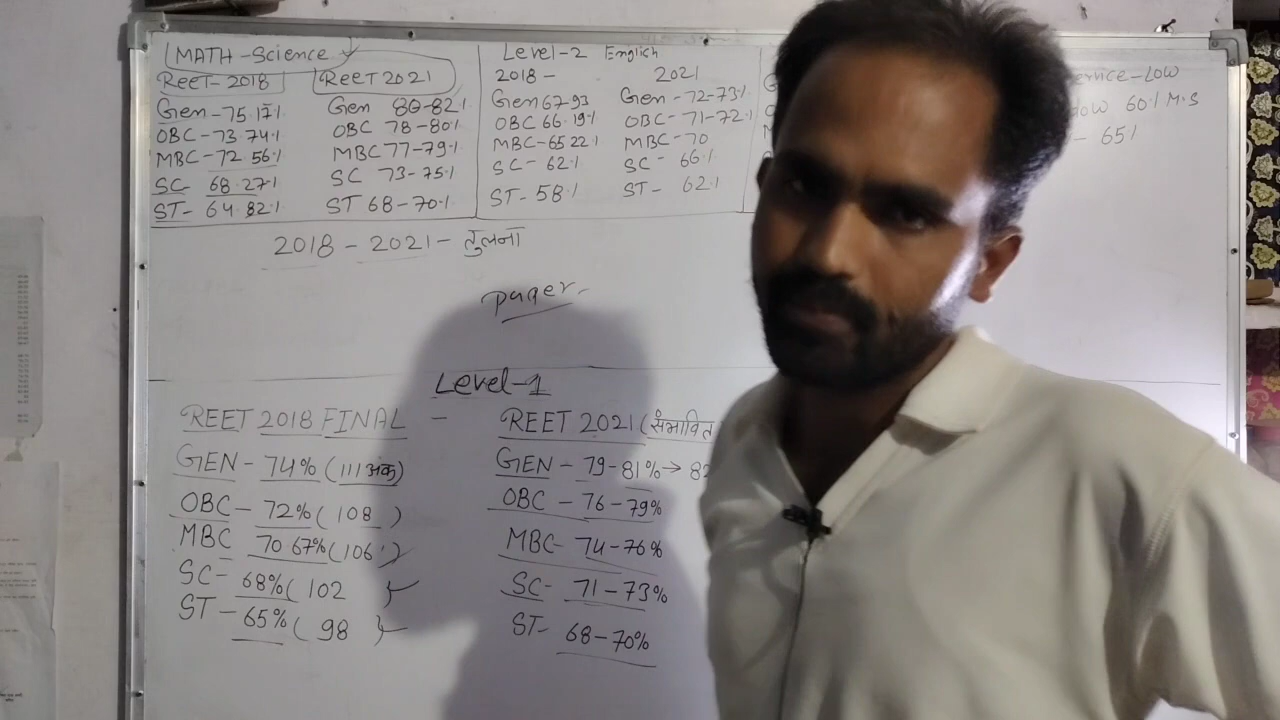 MATH-Science
REET-2018 REET 2021
Gen-75.17% Gen 80-82%
OBC-73.74% OBC 78-80%
MBC-72 56% MBC 77-79%
SC 68.27% SC 73-75%
ST- 64.82% ST 68-70%
Level-2 English
2018- 2021
Gen 67-93 Gen-72-73%
OBC 66.19% OBC-71-72%
MBC-65 22% MBC-70
SC-62% SC-66%
ST-58% ST-62%
ervice-Low
ow 60% M.S
- 65%
2018-2021- तुलना
paper
Level-1
REET 2018 FINAL - REET 2021 (संभावित
GEN-74% (111 अंक) GEN-79-81%→82
OBC-72% (108) OBC-76-79%
MBC 70 67% (106.) MBC-74-76%
SC-68% (102 } SC-71-73%
ST-65% (98 } ST-68-70%